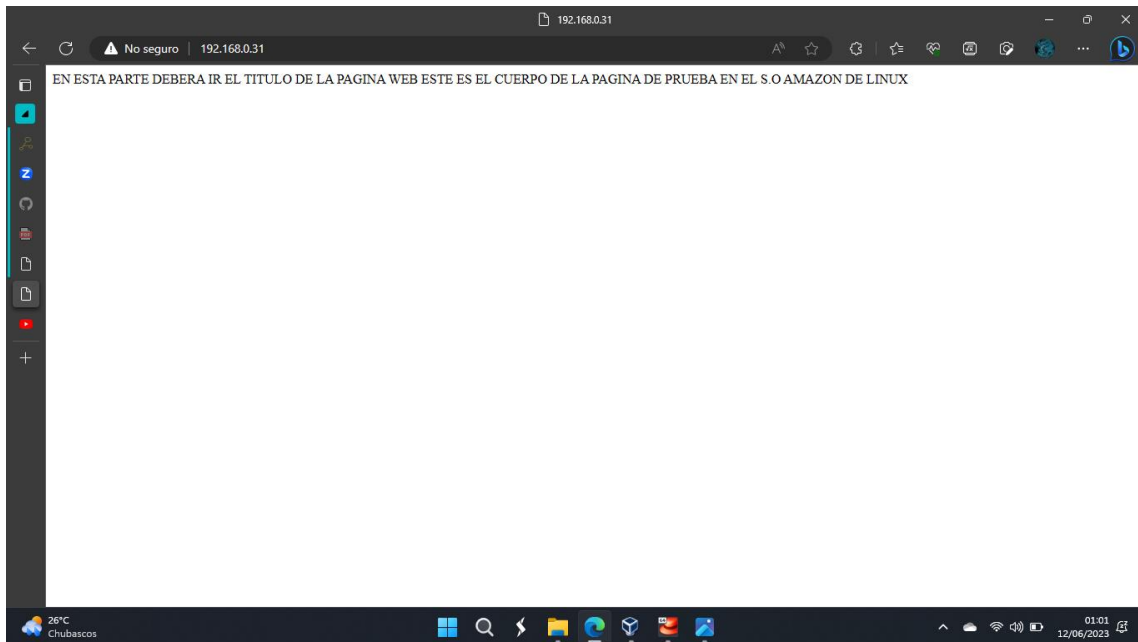 192.168.0.31
No seguro | 192.168.0.31
EN ESTA PARTE DEBERA IR EL TITULO DE LA PAGINA WEB ESTE ES EL CUERPO DE LA PAGINA DE PRUEBA EN EL S.O AMAZON DE LINUX
26°C
Chubascos
01:01
12/06/2023